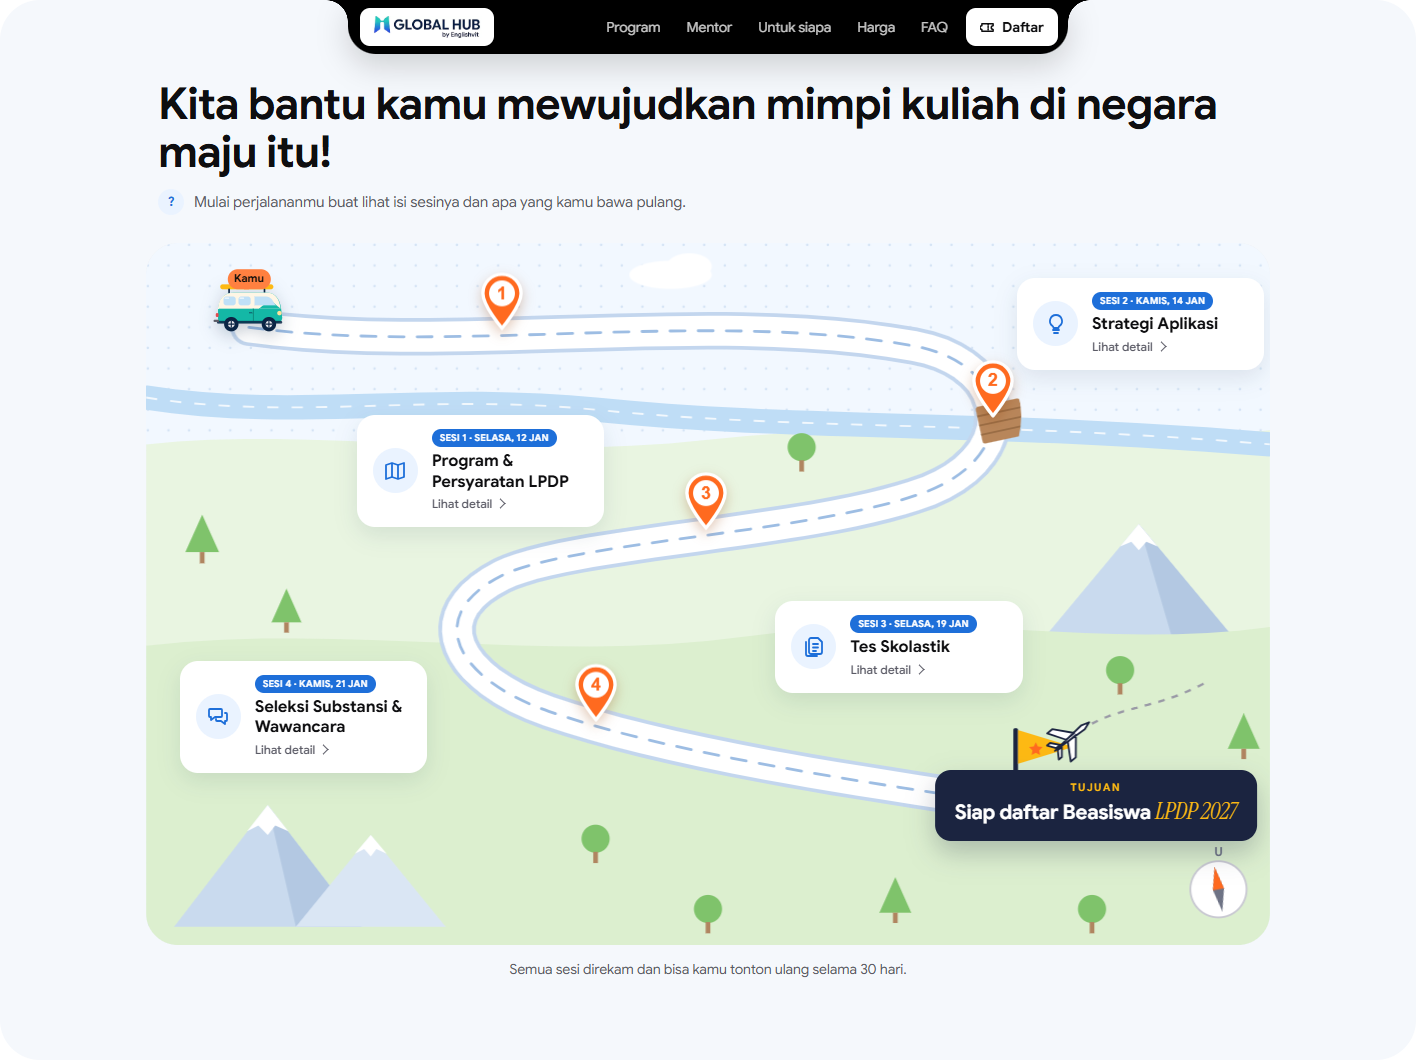 GLOBAL HUB
by Englishvit
Program
Mentor
Untuk siapa
Harga
FAQ
Daftar
Kita bantu kamu mewujudkan mimpi kuliah di negara
maju itu!
? Mulai perjalananmu buat lihat isi sesinya dan apa yang kamu bawa pulang.
Kamu
1
SESI 2 · KAMIS, 14 JAN
Strategi Aplikasi
Lihat detail
2
SESI 1 · SELASA, 12 JAN
Program &
Persyaratan LPDP
Lihat detail
3
SESI 3 · SELASA, 19 JAN
Tes Skolastik
Lihat detail
SESI 4 · KAMIS, 21 JAN
Seleksi Substansi &
Wawancara
Lihat detail
4
TUJUAN
Siap daftar Beasiswa LPDP 2027
U
Semua sesi direkam dan bisa kamu tonton ulang selama 30 hari.